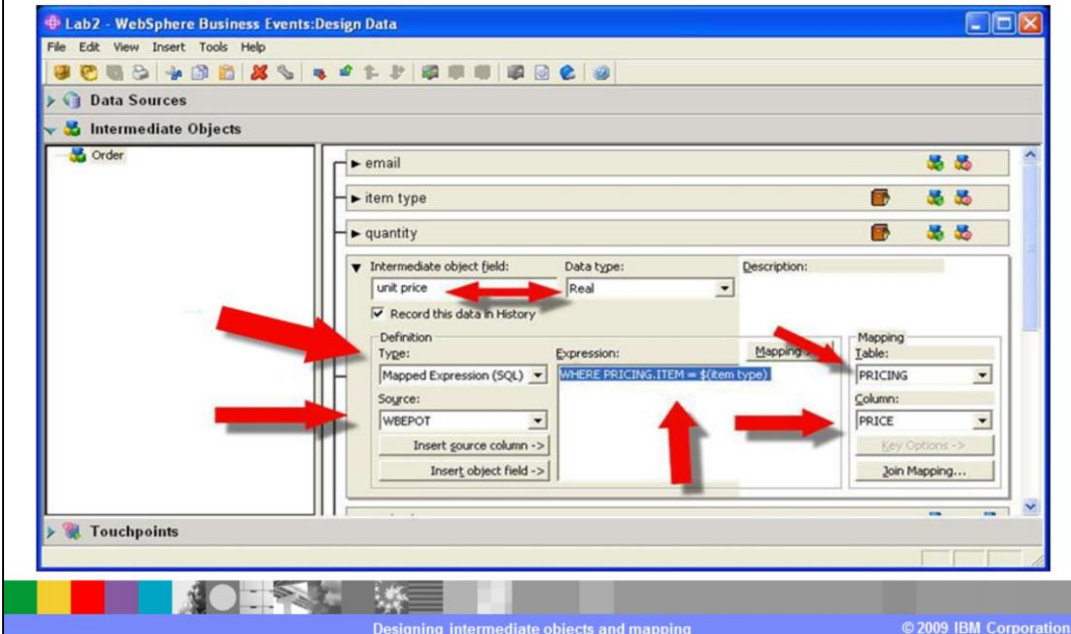 Lab2 - WebSphere Business Events:Design Data
File Edit View Insert Tools Help
Data Sources
Intermediate Objects
Order
email
item type
quantity
Intermediate object field: Data type: Description:
unit price Real
Record this data in History
Definition Mapping
Type: Expression: Mapping Table:
Mapped Expression (SQL) WHERE PRICING.ITEM = $(item type) PRICING
Source: Column:
WBEPOT PRICE
Insert source column -> Key Options ->
Insert object field -> Join Mapping...
Touchpoints
Designing intermediate objects and mapping © 2009 IBM Corporation